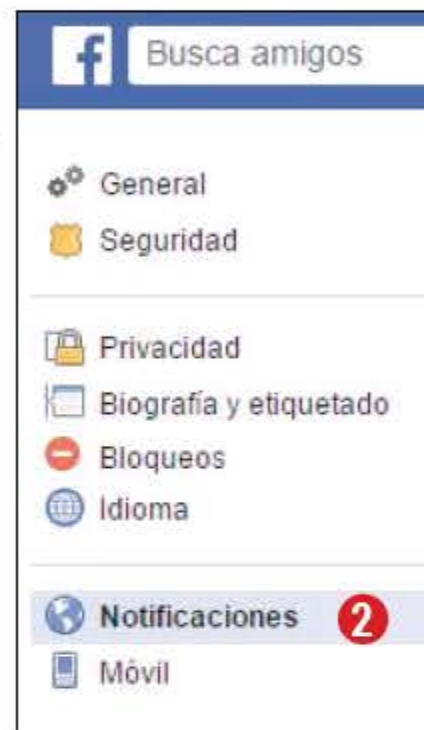 f
Busca amigos
General
Seguridad
Privacidad
Biografía y etiquetado
Bloqueos
Idioma
Notificaciones 2
Móvil